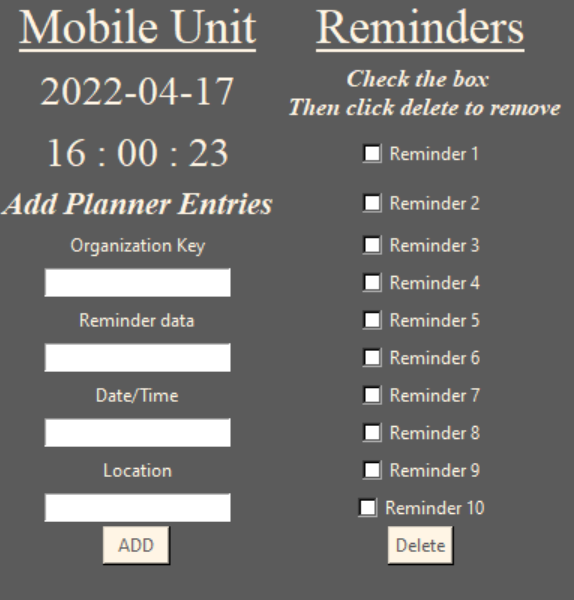 Mobile Unit
2022-04-17
16 : 00 : 23
Add Planner Entries
Organization Key
Reminder data
Date/Time
Location
ADD
Reminders
Check the box
Then click delete to remove
Reminder 1
Reminder 2
Reminder 3
Reminder 4
Reminder 5
Reminder 6
Reminder 7
Reminder 8
Reminder 9
Reminder 10
Delete